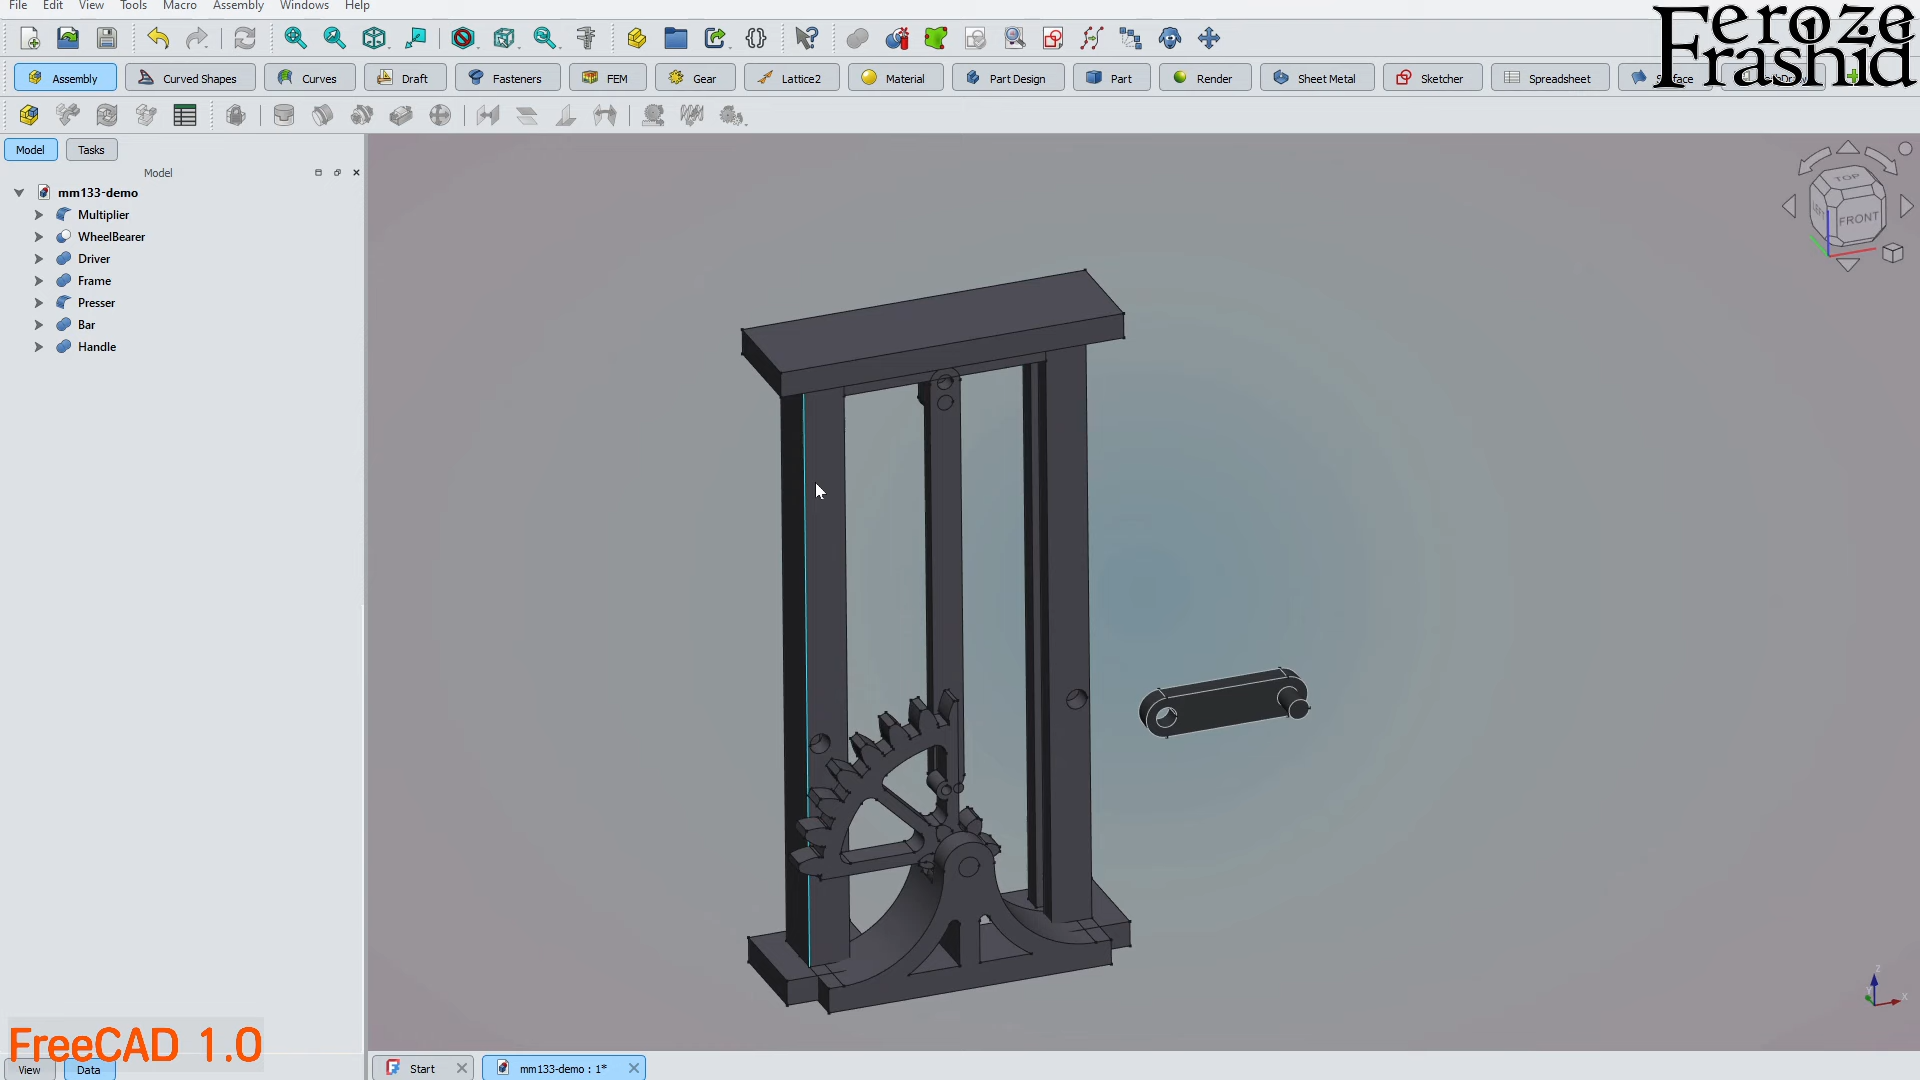 File Edit View Tools Macro Assembly Windows Help
Feroze
Frashid
Assembly Curved Shapes Curves Draft Fasteners FEM Gear Lattice2 Material Part Design Part Render Sheet Metal Sketcher Spreadsheet
Model Tasks
Model
mm133-demo
Multiplier
WheelBearer
Driver
Frame
Presser
Bar
Handle
TOP
LEFT
FRONT
Z
X
FreeCAD 1.0
View Data
Start mm133-demo : 1*